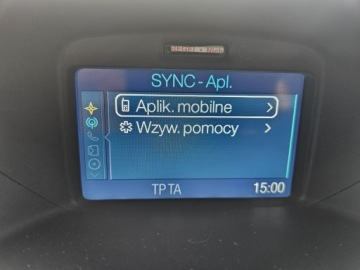 SYNC-Apl.
Aplik. mobilne
Wzyw. pomocy
TP TA 15:00